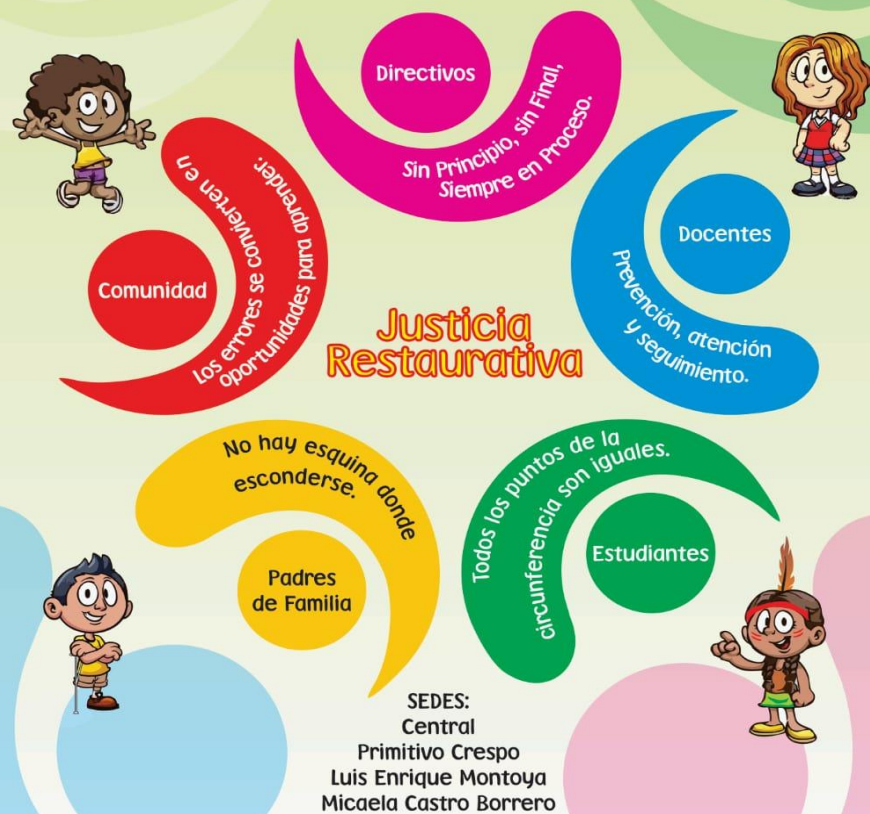 Directivos
Sin Principio, sin Final,
Siempre en Proceso.
Docentes
Prevención, atención
y seguimiento.
Comunidad
Los errores se convierten en
oportunidades para aprender.
Justicia
Restaurativa
No hay esquina donde
esconderse.
Padres
de Familia
Todos los puntos de la
circunferencia son iguales.
Estudiantes
SEDES:
Central
Primitivo Crespo
Luis Enrique Montoya
Micaela Castro Borrero